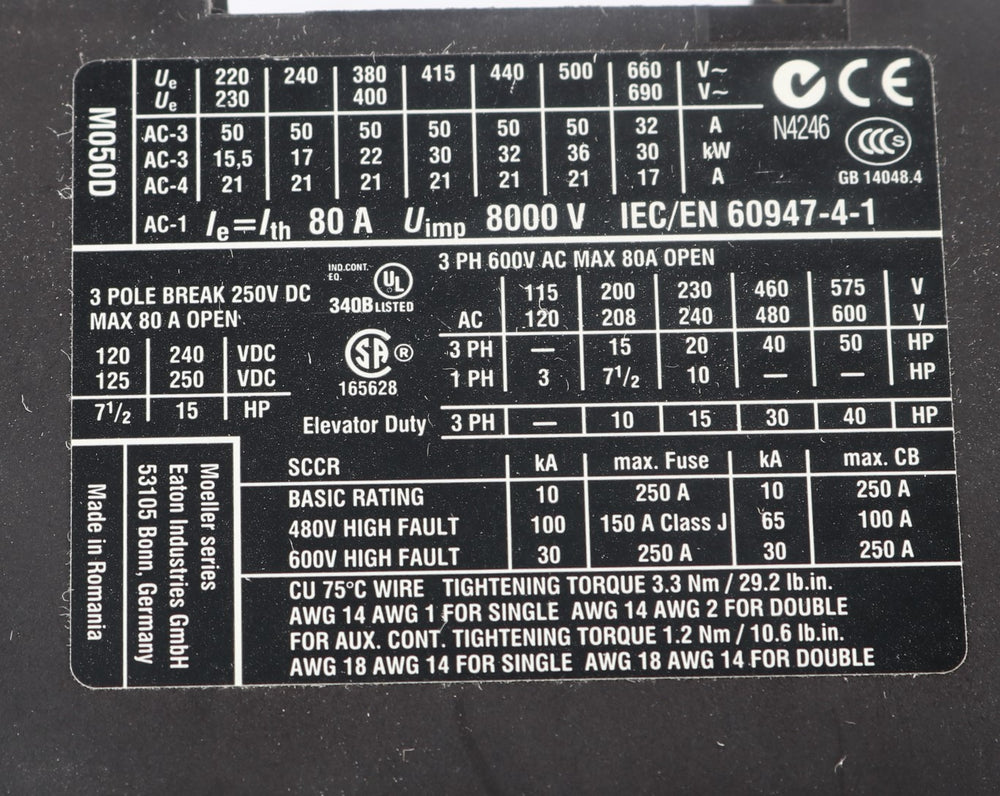 M050D
Ue 220 240 380 415 440 500 660 V~
Ue 230 400 690 V~
AC-3 50 50 50 50 50 50 32 A
AC-3 15,5 17 22 30 32 36 30 kW
AC-4 21 21 21 21 21 21 17 A
AC-1 Ie=Ith 80 A Uimp 8000 V IEC/EN 60947-4-1
CE
N4246
CCC S
GB 14048.4
3 POLE BREAK 250V DC
MAX 80 A OPEN
120 240 VDC
125 250 VDC
7 1/2 15 HP
IND.CONT.
EQ.
UL
340B LISTED
SA ®
165628
3 PH 600V AC MAX 80A OPEN
115 200 230 460 575 V
AC 120 208 240 480 600 V
3 PH — 15 20 40 50 HP
1 PH 3 7 1/2 10 — — HP
Elevator Duty 3 PH — 10 15 30 40 HP
SCCR kA max. Fuse kA max. CB
BASIC RATING 10 250 A 10 250 A
480V HIGH FAULT 100 150 A Class J 65 100 A
600V HIGH FAULT 30 250 A 30 250 A
CU 75°C WIRE TIGHTENING TORQUE 3.3 Nm / 29.2 lb.in.
AWG 14 AWG 1 FOR SINGLE AWG 14 AWG 2 FOR DOUBLE
FOR AUX. CONT. TIGHTENING TORQUE 1.2 Nm / 10.6 lb.in.
AWG 18 AWG 14 FOR SINGLE AWG 18 AWG 14 FOR DOUBLE
Moeller series
Eaton Industries GmbH
53105 Bonn, Germany
Made in Romania